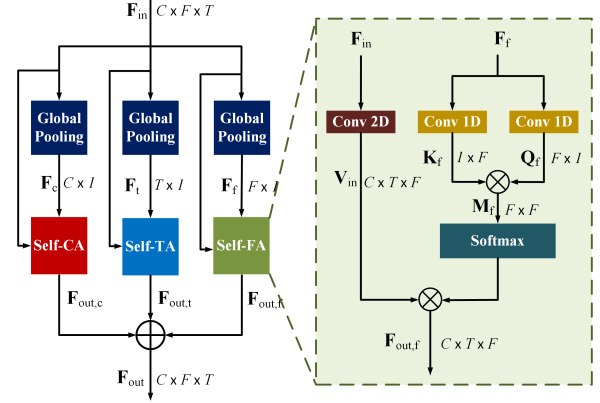 F_in C x F x T
Global Pooling
Global Pooling
Global Pooling
F_c C x 1
F_t T x 1
F_f F x 1
Self-CA
Self-TA
Self-FA
F_out,c
F_out,t
F_out,f
F_out C x F x T
F_in
F_f
Conv 2D
Conv 1D
Conv 1D
V_in C x T x F
K_f 1 x F
Q_f F x 1
M_f F x F
Softmax
F_out,f C x T x F